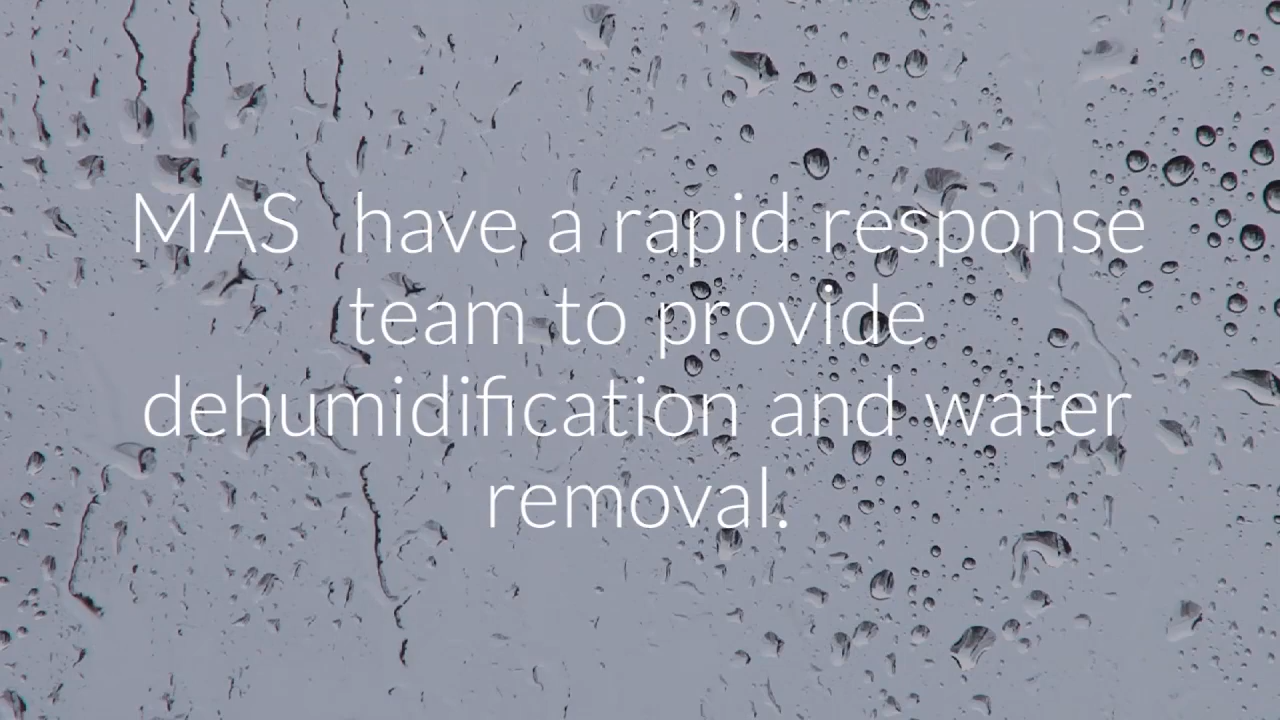 MAS  have a rapid response
team to provide
dehumidification and water
removal.